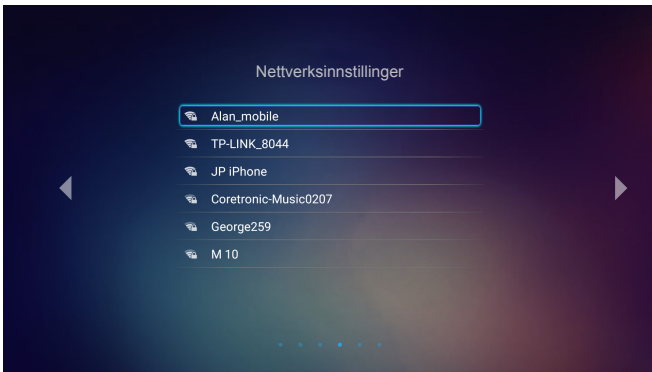 Nettverksinnstillinger
Alan_mobile
TP-LINK_8044
JP iPhone
Coretronic-Music0207
George259
M 10